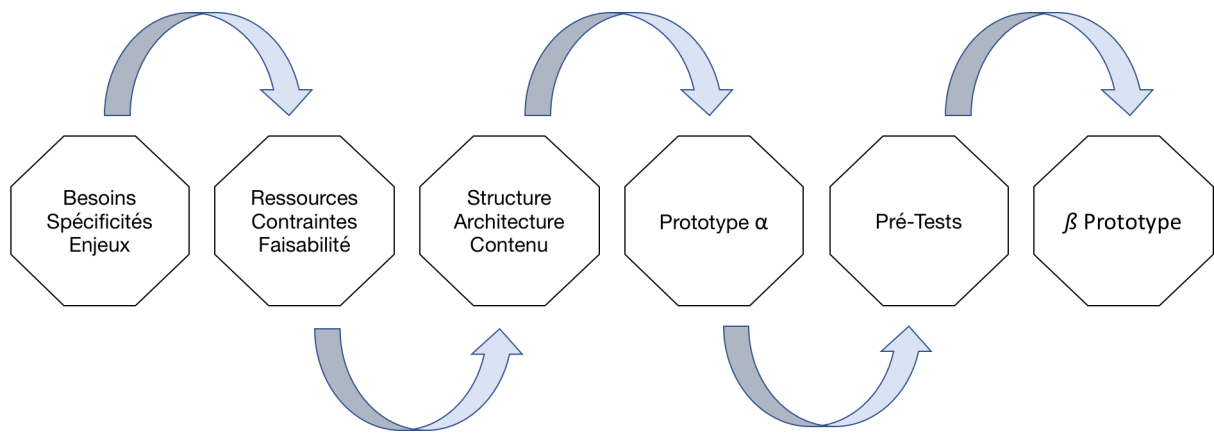 Besoins
Spécificités
Enjeux
Ressources
Contraintes
Faisabilité
Structure
Architecture
Contenu
Prototype α
Pré-Tests
ß Prototype